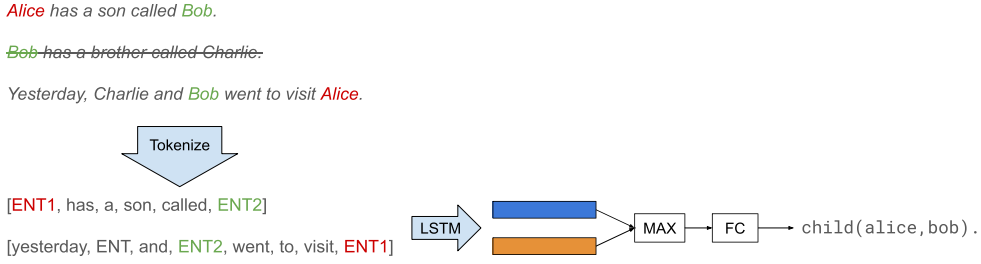 Alice has a son called Bob.
Bob has a brother called Charlie.
Yesterday, Charlie and Bob went to visit Alice.
Tokenize
[ENT1, has, a, son, called, ENT2]
[yesterday, ENT, and, ENT2, went, to, visit, ENT1]
LSTM
MAX
FC
child(alice,bob).